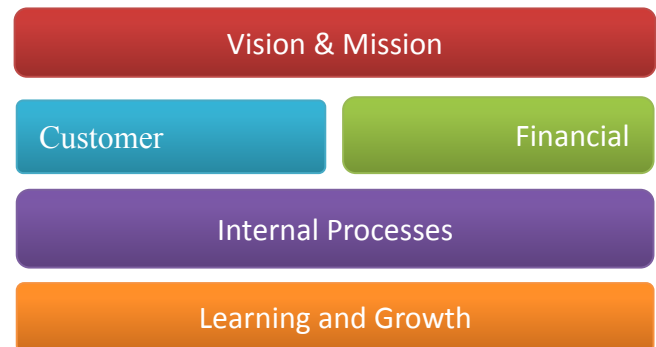 Vision & Mission
Customer
Financial
Internal Processes
Learning and Growth